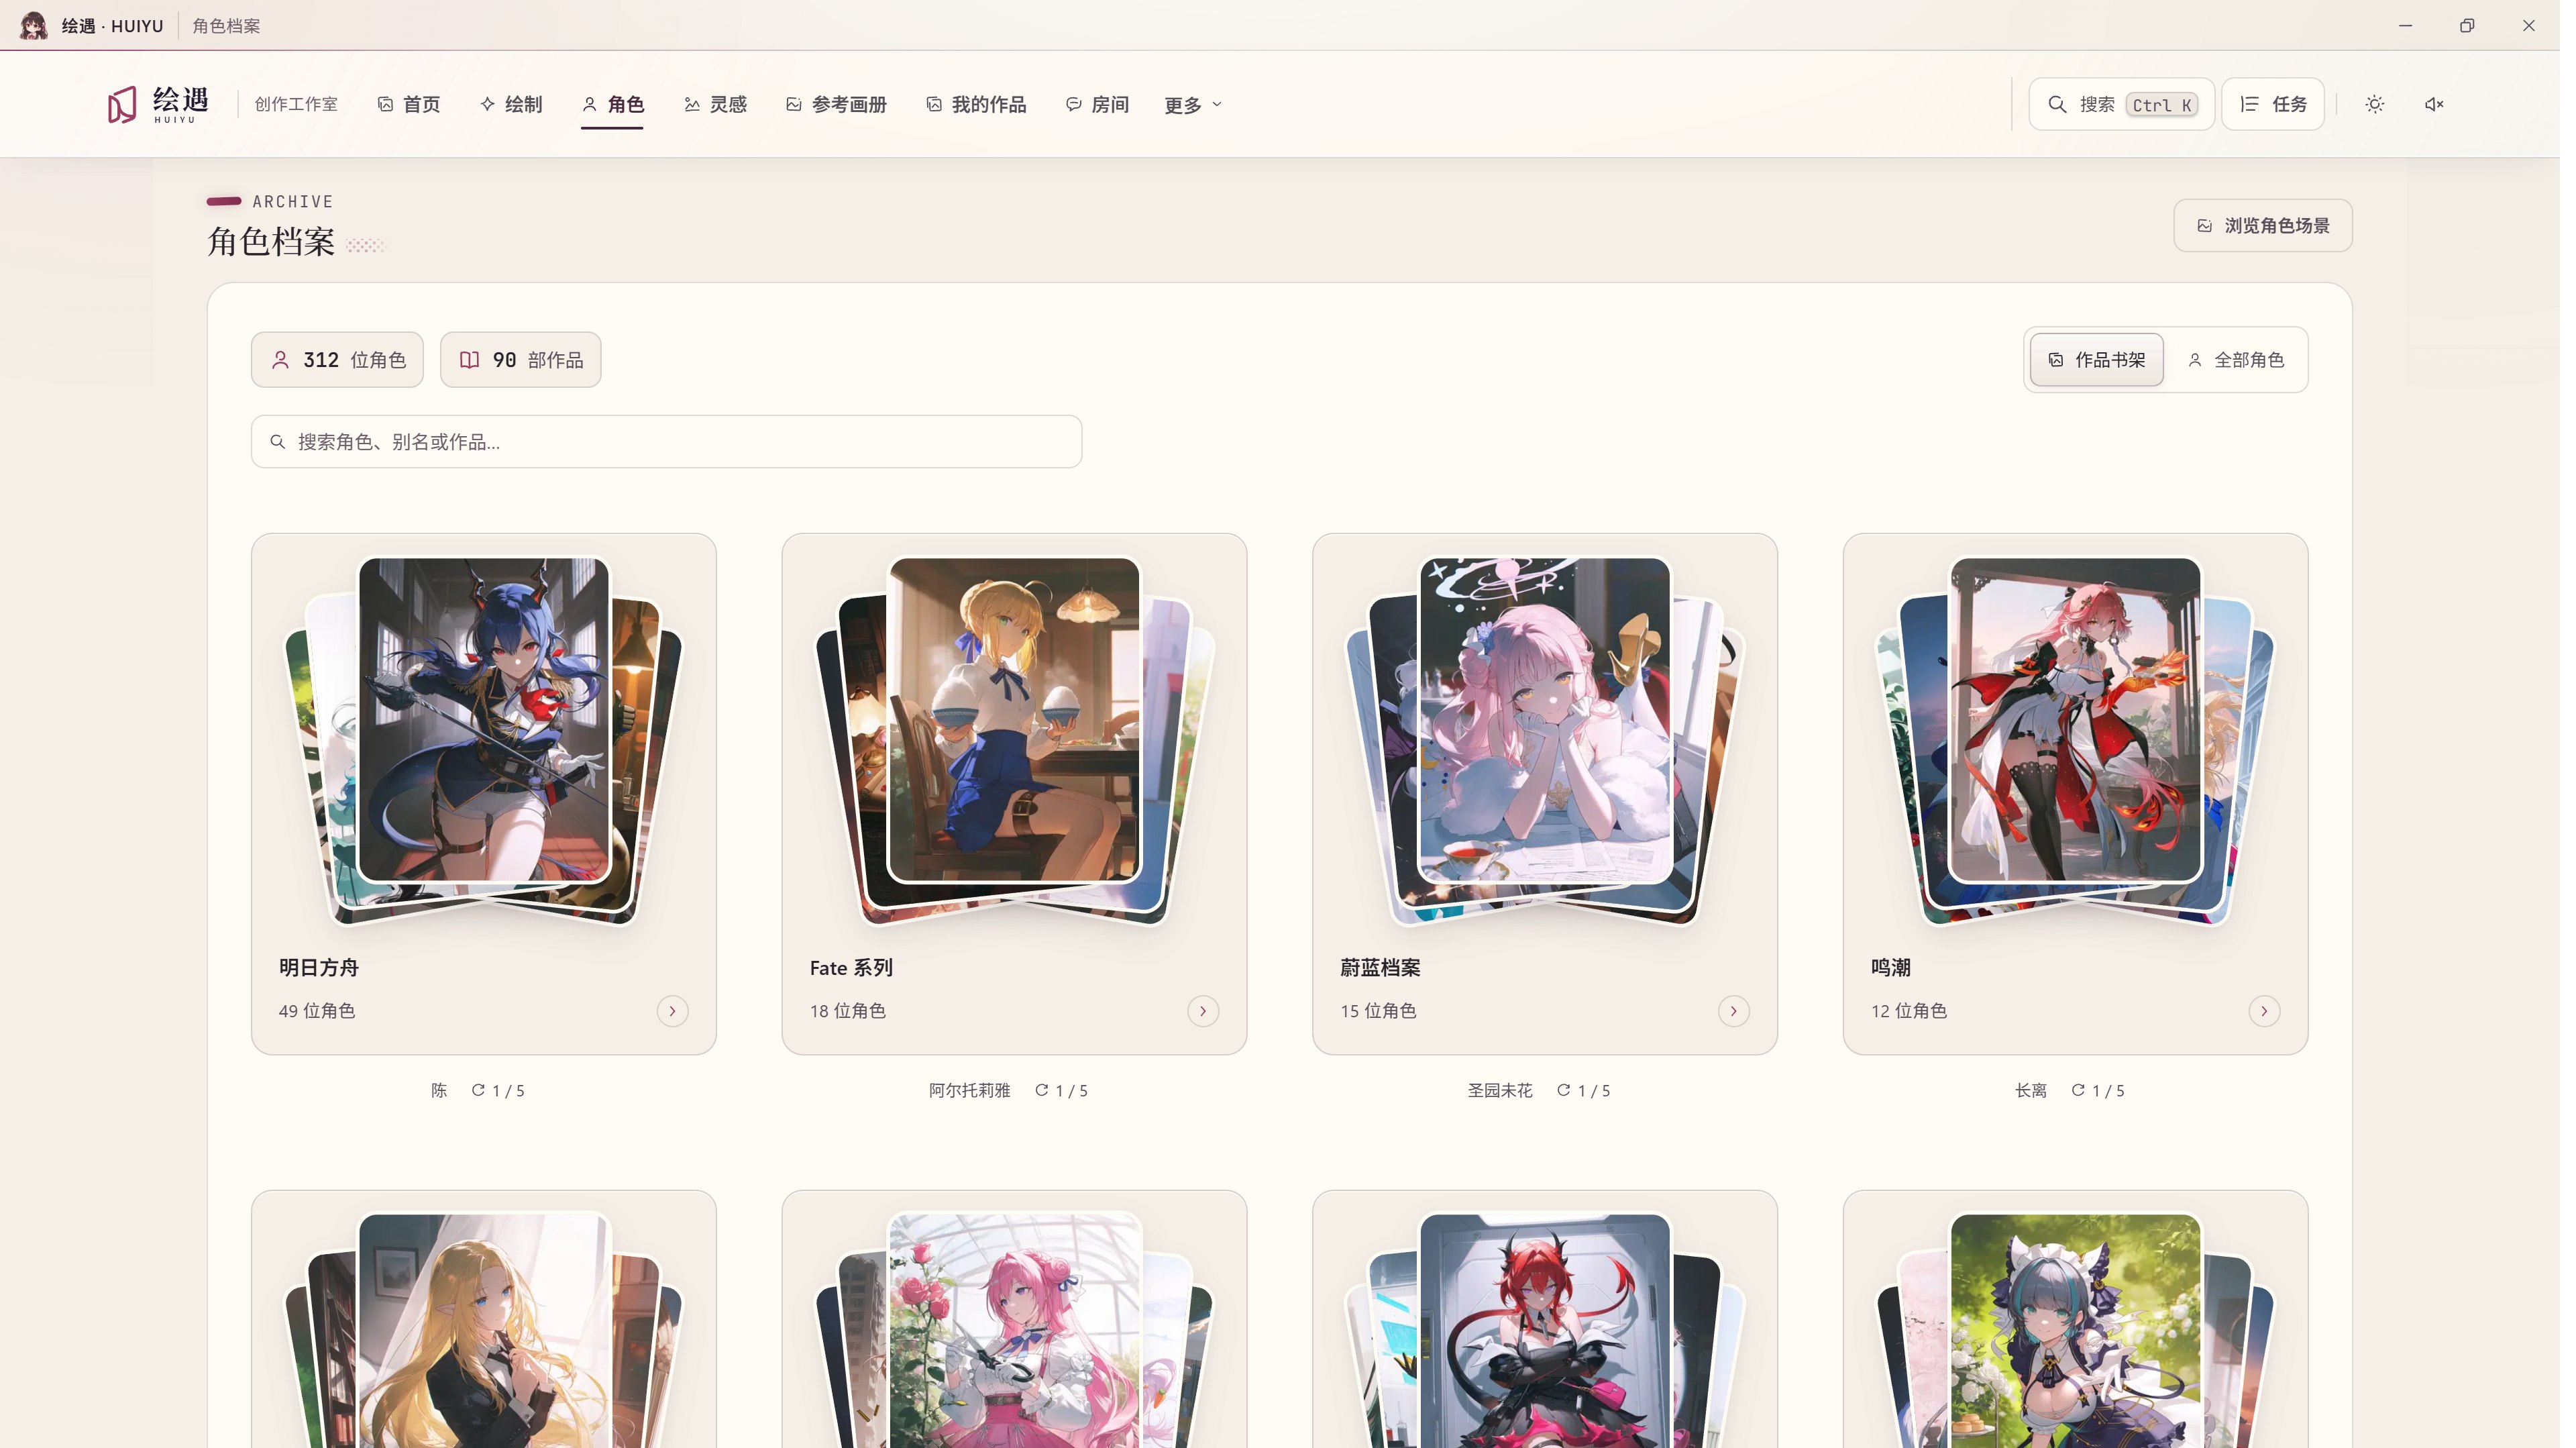 绘遇 · HUIYU 角色档案
绘遇 HUIYU 创作工作室 首页 绘制 角色 灵感 参考画册 我的作品 房间 更多 搜索 Ctrl K 任务
ARCHIVE
角色档案
浏览角色场景
312 位角色 90 部作品 作品书架 全部角色
搜索角色、别名或作品...
明日方舟
49 位角色
陈 1 / 5
Fate 系列
18 位角色
阿尔托莉雅 1 / 5
蔚蓝档案
15 位角色
圣园未花 1 / 5
鸣潮
12 位角色
长离 1 / 5